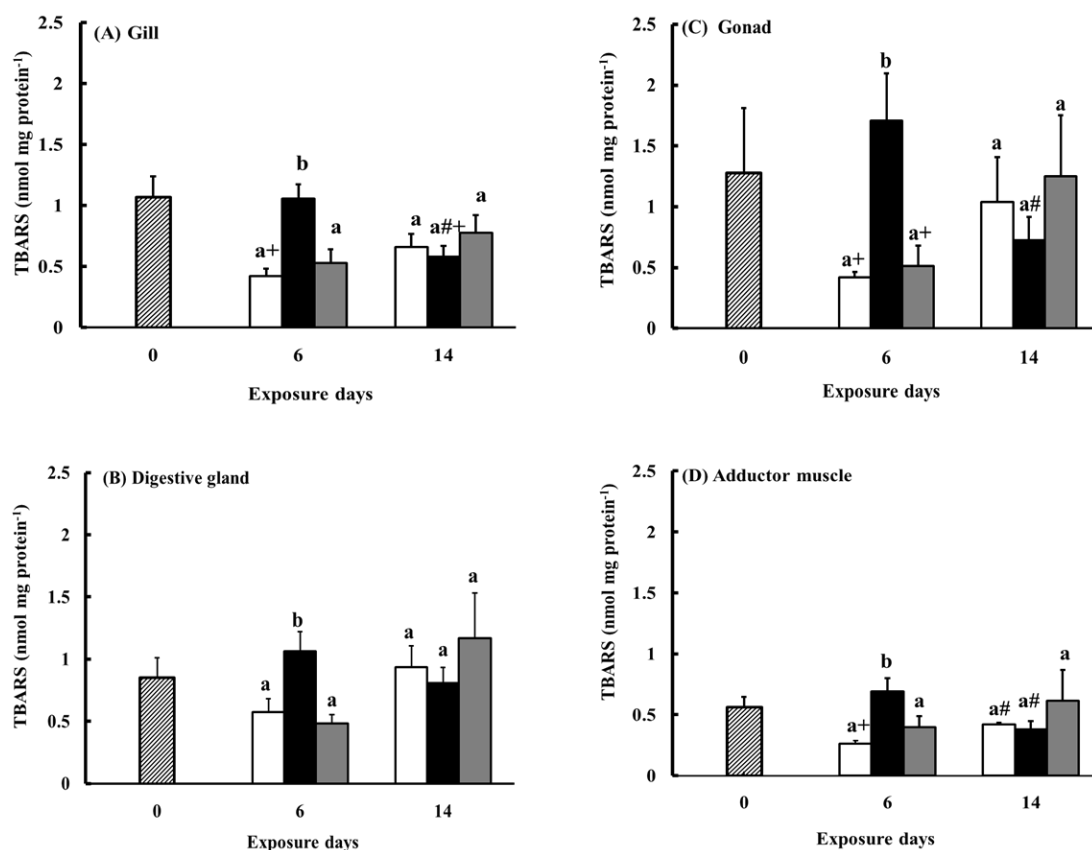 (A) Gill
TBARS (nmol mg protein⁻¹)
2.5
2
1.5
1
0.5
0
a+
b
a
a
a#+
a
0
6
14
Exposure days
(C) Gonad
TBARS (nmol mg protein⁻¹)
2.5
2
1.5
1
0.5
0
a+
b
a+
a
a#
a
0
6
14
Exposure days
(B) Digestive gland
TBARS (nmol mg protein⁻¹)
2.5
2
1.5
1
0.5
0
a
b
a
a
a
a
0
6
14
Exposure days
(D) Adductor muscle
TBARS (nmol mg protein⁻¹)
2.5
2
1.5
1
0.5
0
a+
b
a
a#
a#
a
0
6
14
Exposure days